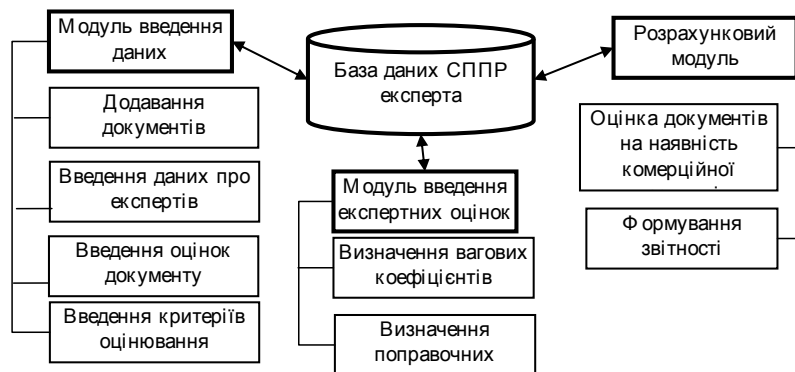 Модуль введення
даних
База даних СППР
експерта
Розрахунковий
модуль
Додавання
документів
Введення даних про
експертів
Введення оцінок
документу
Введення критеріїв
оцінювання
Модуль введення
експертних оцінок
Визначення вагових
коефіцієнтів
Визначення
поправочних
Оцінка документів
на наявність
комерційної
Формування
звітності